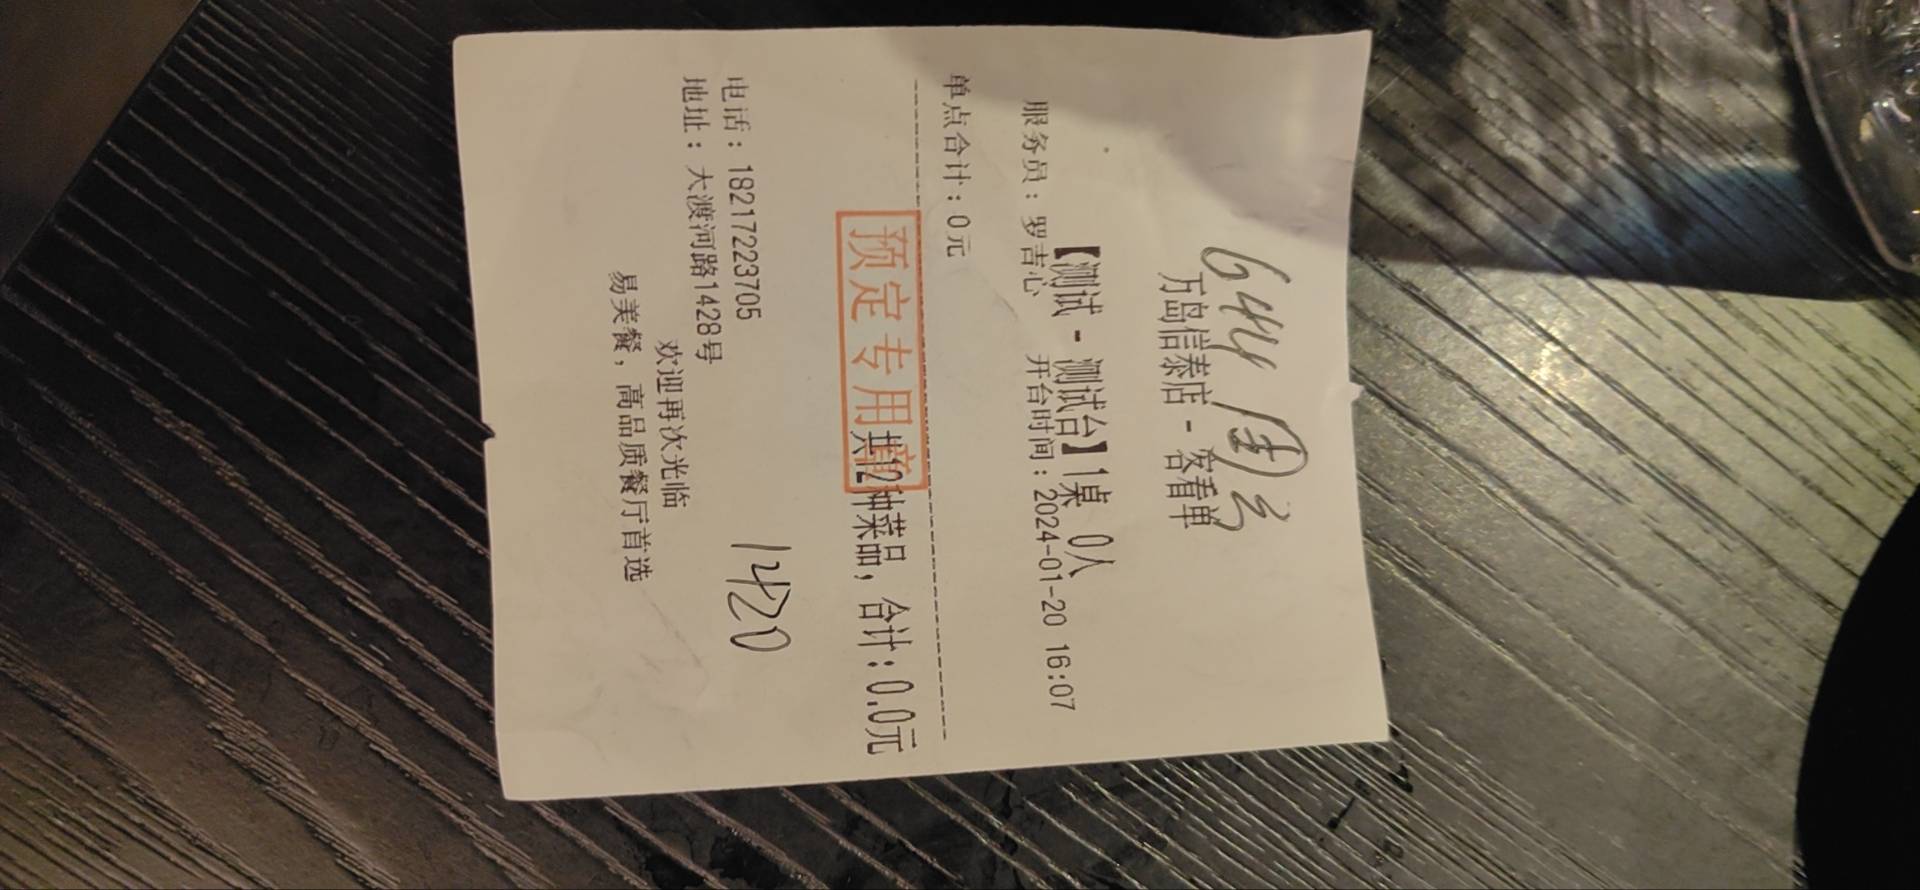 644
万岛信泰店 - 客看单
【测试 - 测试台】1桌 0人
服务员：罗吉心 开台时间：2024-01-20 16:07
单点合计：0元
预定专用章
共12种菜品，合计：0.0元
1420
电话：18217223705
地址：大渡河路1428号
欢迎再次光临
易美餐，高品质餐厅首选